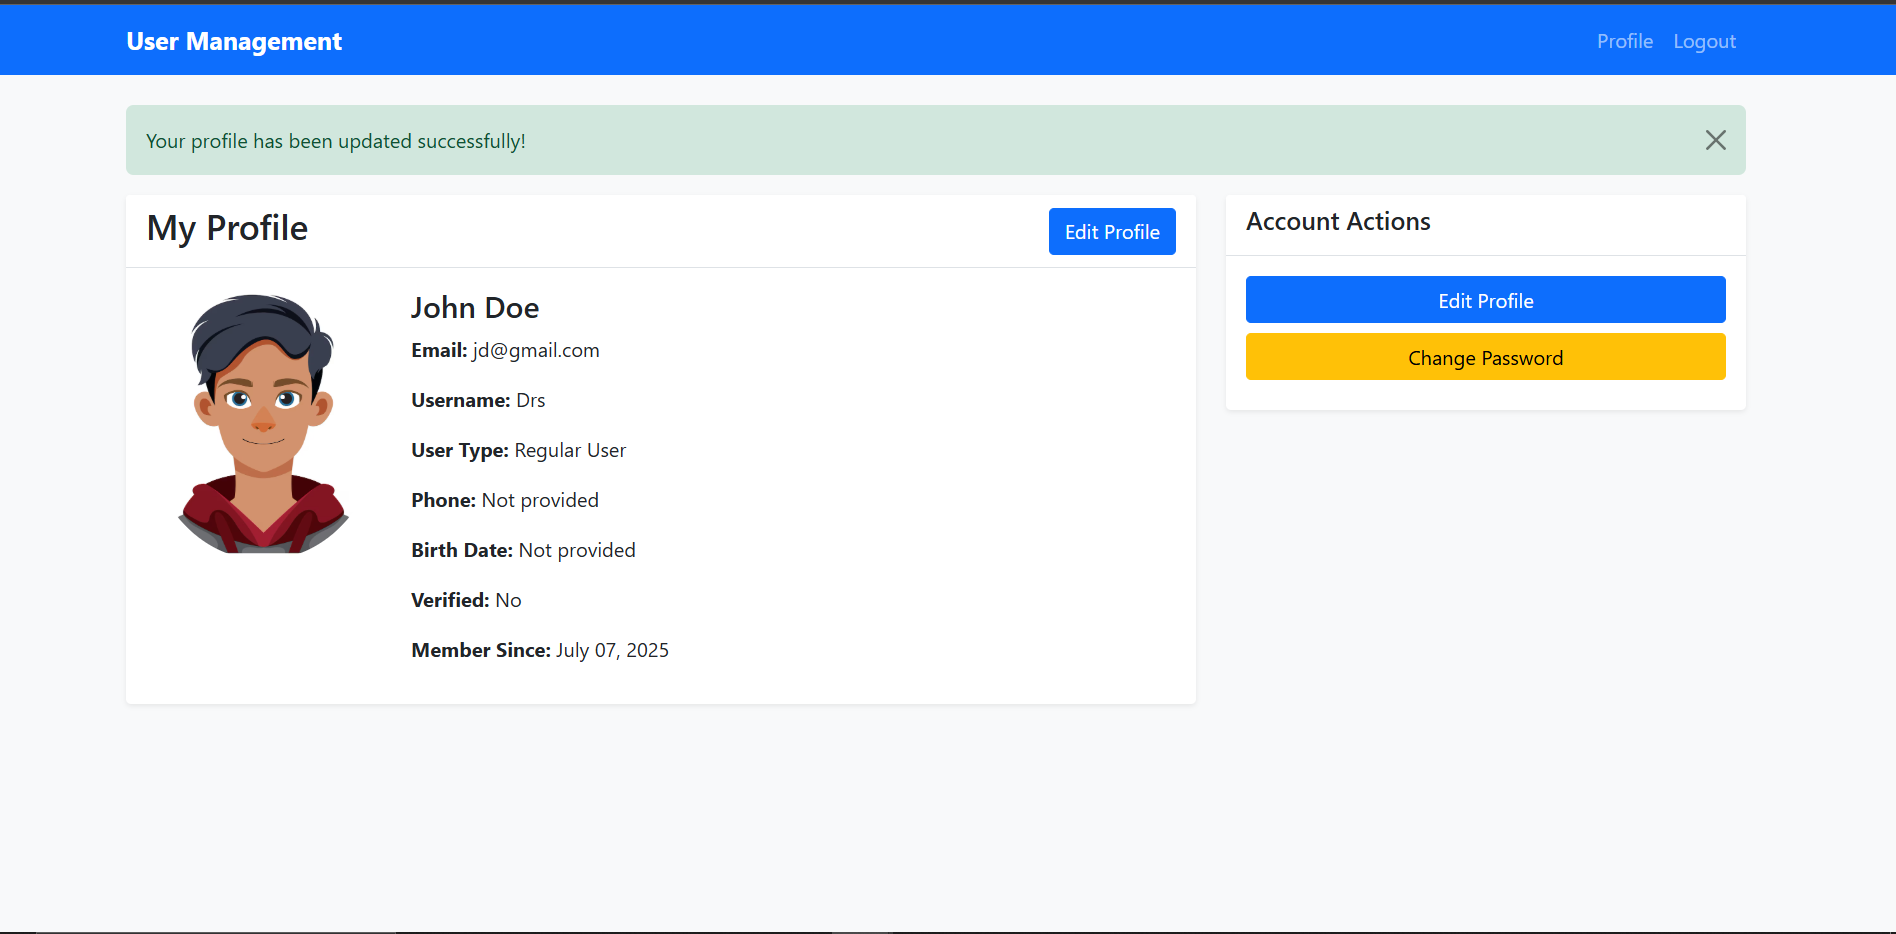 User Management
Profile
Logout
Your profile has been updated successfully!
My Profile
Edit Profile
John Doe
Email: jd@gmail.com
Username: Drs
User Type: Regular User
Phone: Not provided
Birth Date: Not provided
Verified: No
Member Since: July 07, 2025
Account Actions
Edit Profile
Change Password